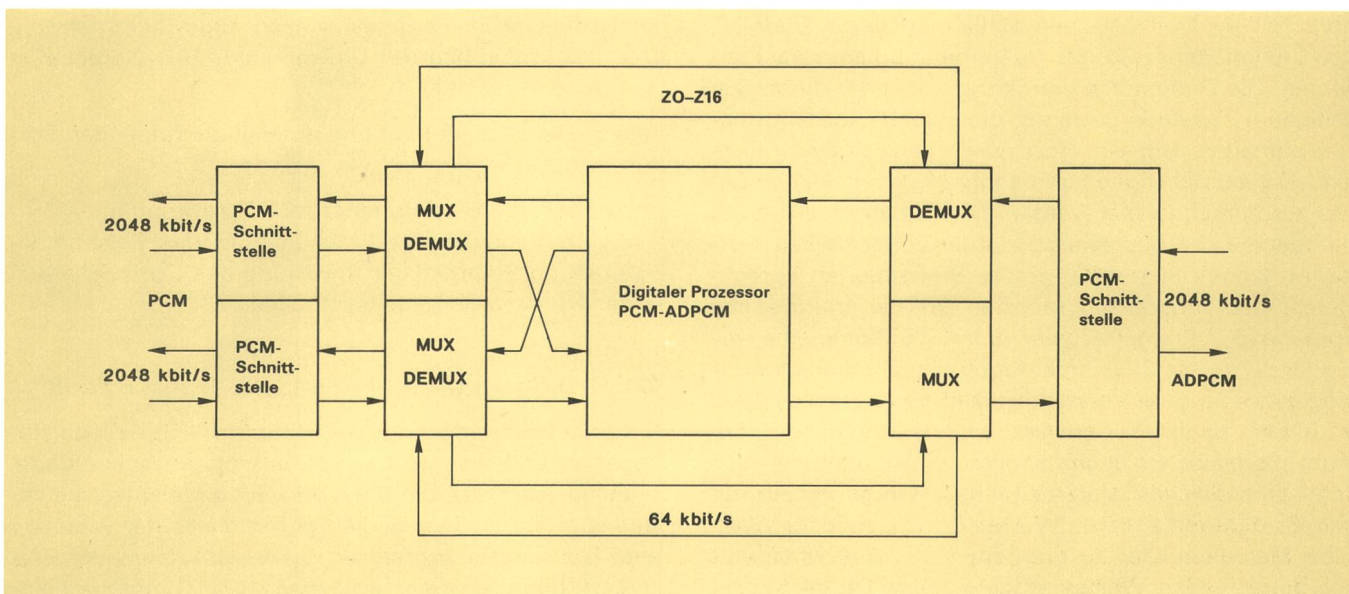 ZO–Z16
PCM-
Schnitt-
stelle
2048 kbit/s
PCM
PCM-
Schnitt-
stelle
2048 kbit/s
MUX
DEMUX
MUX
DEMUX
Digitaler Prozessor
PCM-ADPCM
DEMUX
MUX
PCM-
Schnitt-
stelle
2048 kbit/s
ADPCM
64 kbit/s